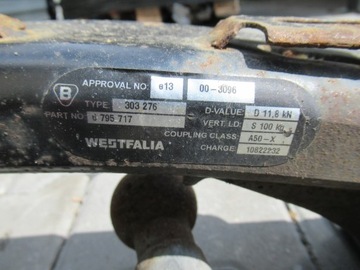 B
APPROVAL NO. e13 00-3096
TYPE 303 276 D-VALUE: D 11,8 kN
PART NO. 8 795 717 VERT. LD S 100 kg
COUPLING CLASS A50-X
WESTFALIA CHARGE 10822232